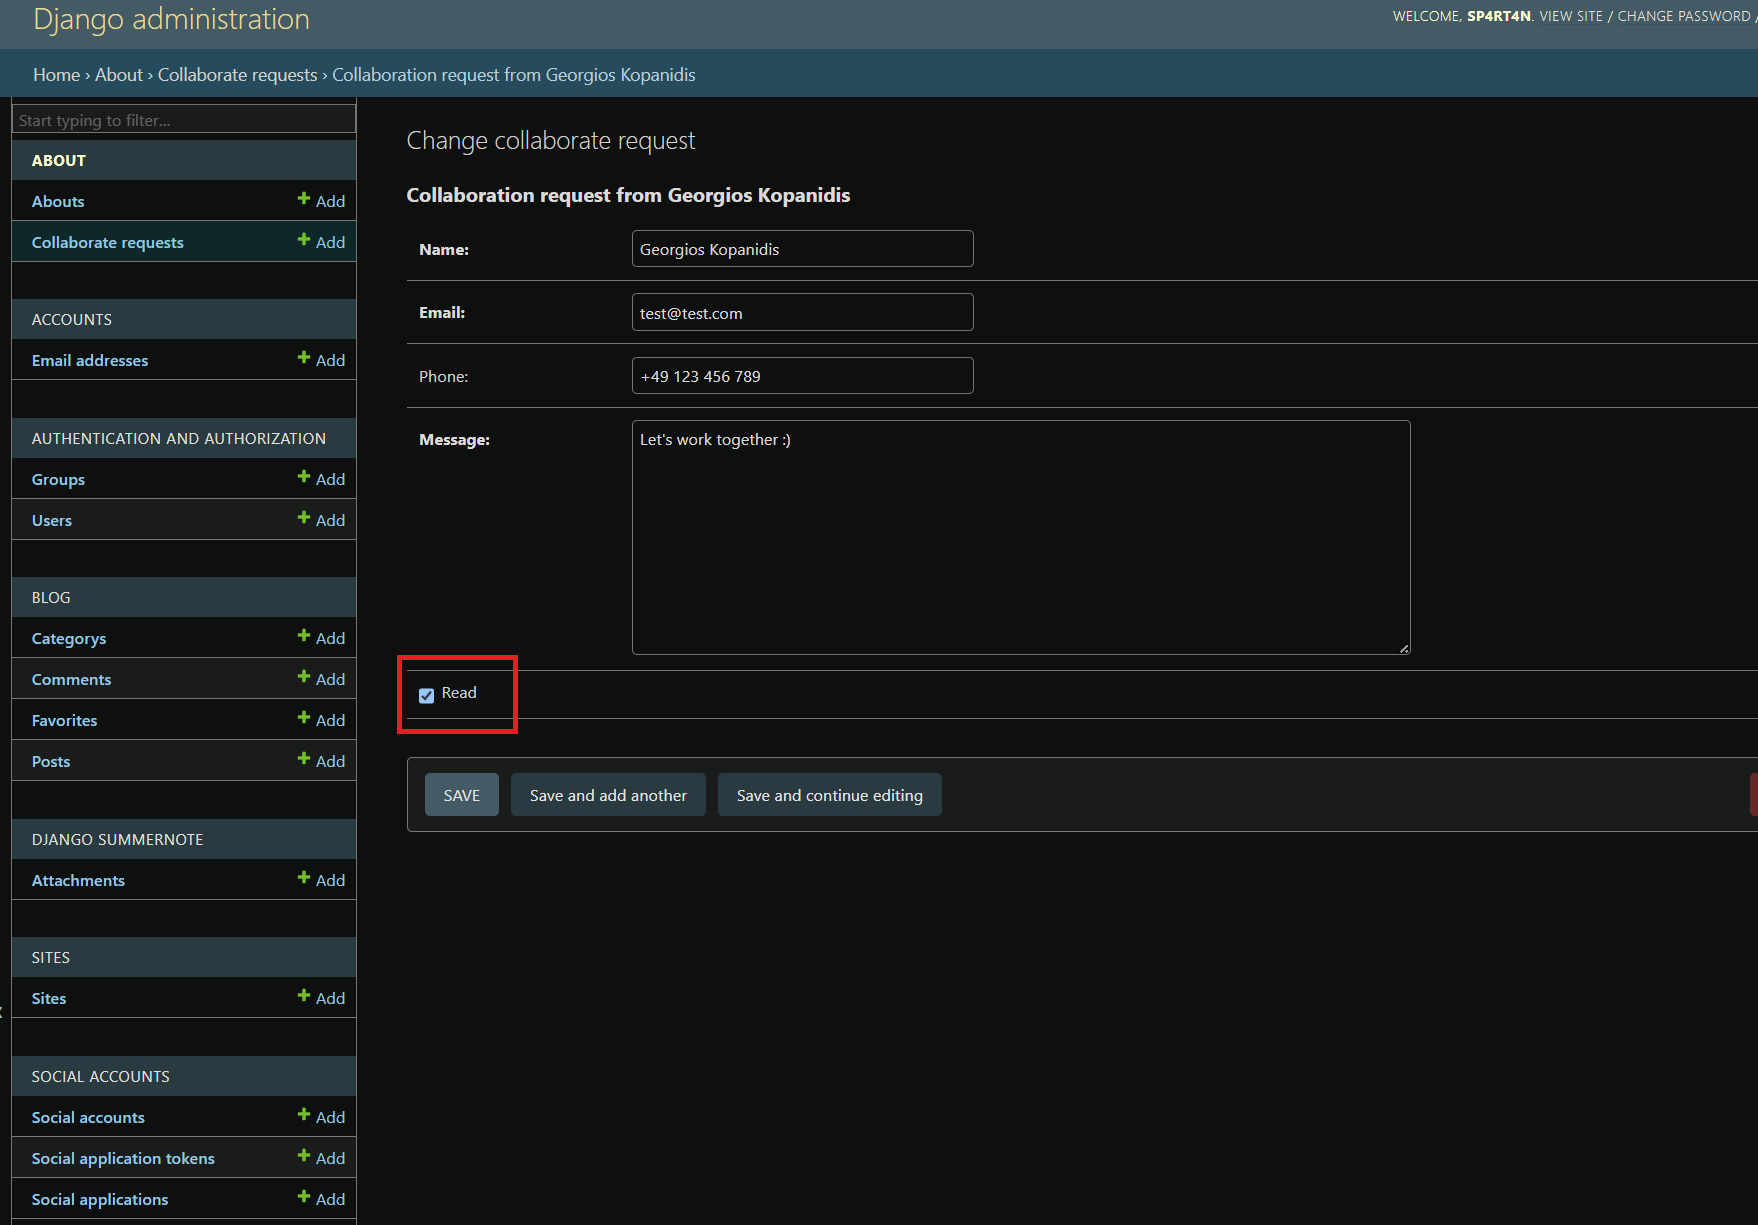 Django administration
WELCOME, SP4RT4N. VIEW SITE / CHANGE PASSWORD /
Home › About › Collaborate requests › Collaboration request from Georgios Kopanidis
Start typing to filter...
ABOUT
Abouts Add
Collaborate requests Add
ACCOUNTS
Email addresses Add
AUTHENTICATION AND AUTHORIZATION
Groups Add
Users Add
BLOG
Categorys Add
Comments Add
Favorites Add
Posts Add
DJANGO SUMMERNOTE
Attachments Add
SITES
Sites Add
SOCIAL ACCOUNTS
Social accounts Add
Social application tokens Add
Social applications Add
Change collaborate request
Collaboration request from Georgios Kopanidis
Name: Georgios Kopanidis
Email: test@test.com
Phone: +49 123 456 789
Message: Let's work together :)
Read
SAVE Save and add another Save and continue editing